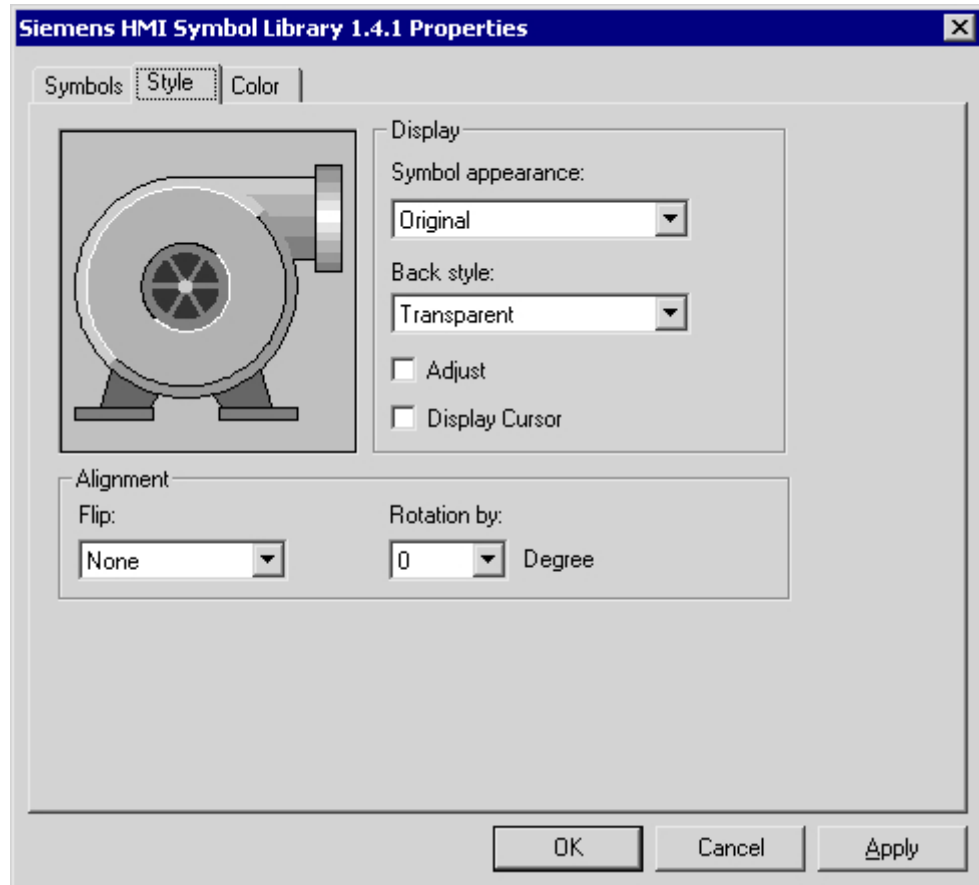 Siemens HMI Symbol Library 1.4.1 Properties
Symbols Style Color
Display
Symbol appearance:
Original
Back style:
Transparent
Adjust
Display Cursor
Alignment
Flip: Rotation by:
None 0 Degree
OK Cancel Apply